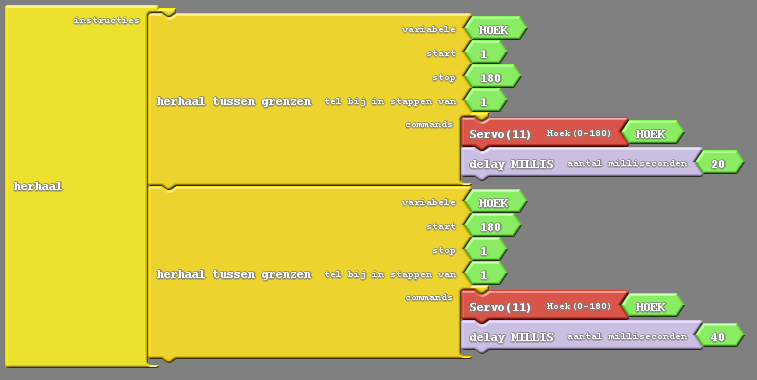 instructies
herhaal
variabele HOEK
start 1
stop 180
herhaal tussen grenzen tel bij in stappen van 1
commands
Servo(11) Hoek(0-180) HOEK
delay MILLIS aantal milliseconden 20
variabele HOEK
start 180
stop 1
herhaal tussen grenzen tel bij in stappen van 1
commands
Servo(11) Hoek(0-180) HOEK
delay MILLIS aantal milliseconden 40